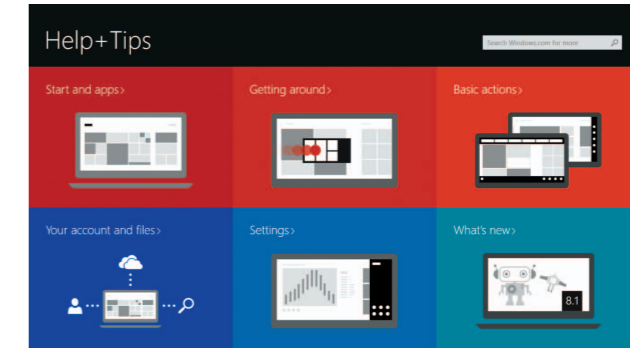 Help+Tips
Search Windows.com for more
Start and apps>
Getting around>
Basic actions>
Your account and files>
Settings>
What's new>
8.1